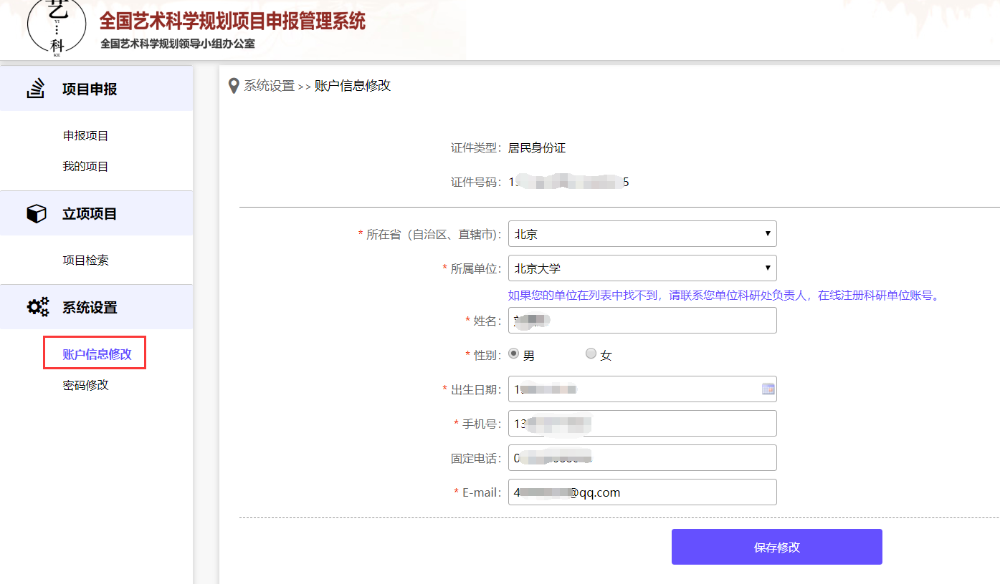 艺
YI
科
KE
全国艺术科学规划项目申报管理系统
全国艺术科学规划领导小组办公室
项目申报
申报项目
我的项目
立项项目
项目检索
系统设置
账户信息修改
密码修改
系统设置 >> 账户信息修改
证件类型: 居民身份证
证件号码: 1 5
* 所在省（自治区、直辖市）: 北京
* 所属单位: 北京大学
如果您的单位在列表中找不到，请联系您单位科研处负责人，在线注册科研单位账号。
* 姓名:
* 性别: 男 女
* 出生日期: 1
* 手机号: 13
固定电话: 0
* E-mail: 4 @qq.com
保存修改